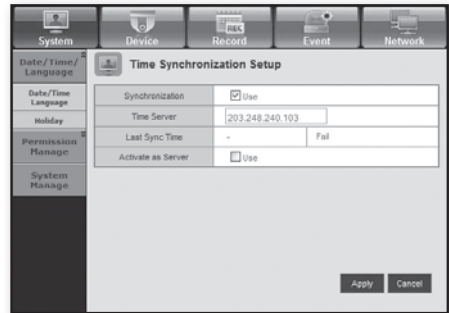 System Device Record Event Network
REC
Date/Time/
Language
Date/Time
Language
Holiday
Permission
Manage
System
Manage
Time Synchronization Setup
Synchronization Use
Time Server 203.248.240.103
Last Sync Time - Fail
Activate as Server Use
Apply Cancel